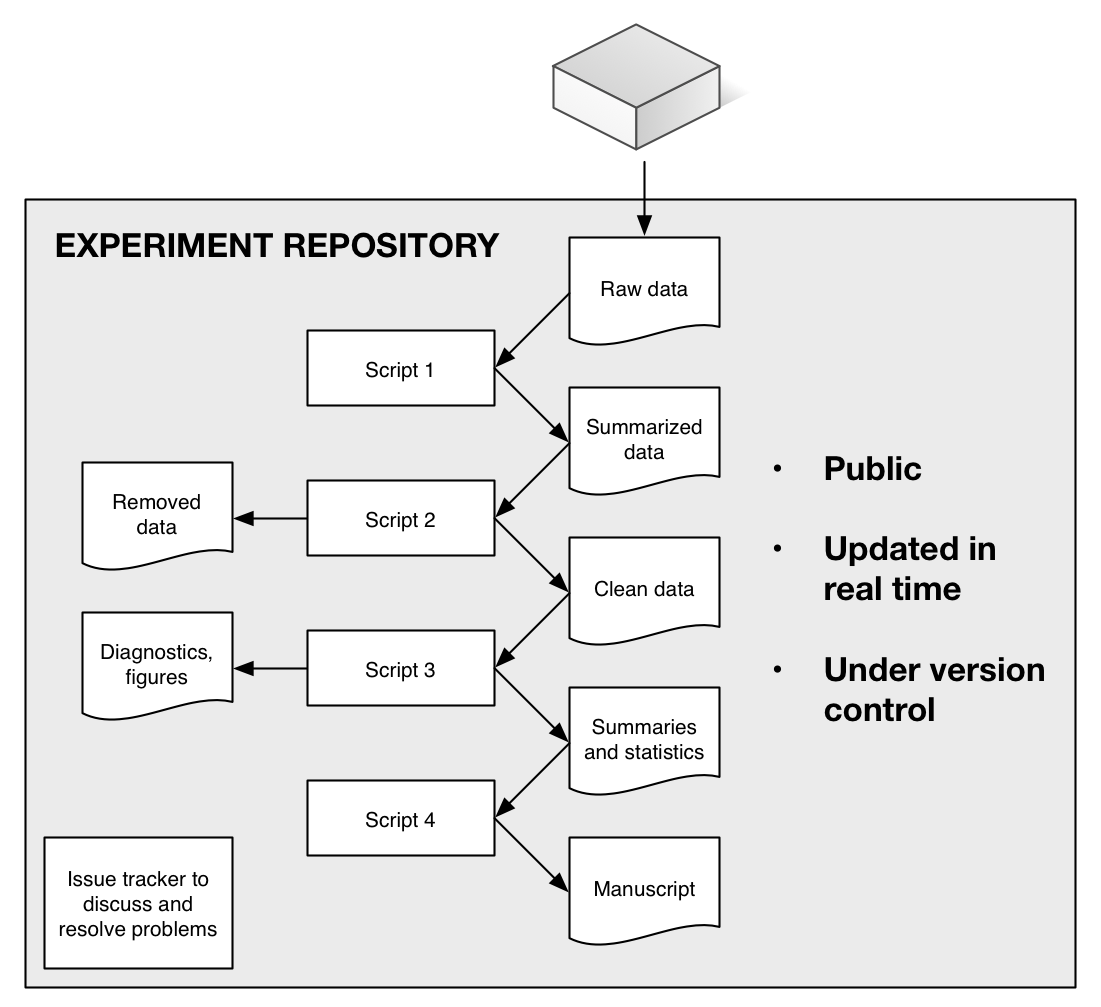 EXPERIMENT REPOSITORY
Raw data
Script 1
Summarized
data
Script 2
Removed
data
Clean data
Script 3
Diagnostics,
figures
Summaries
and statistics
Script 4
Manuscript
Issue tracker to
discuss and
resolve problems
• Public
• Updated in
real time
• Under version
control